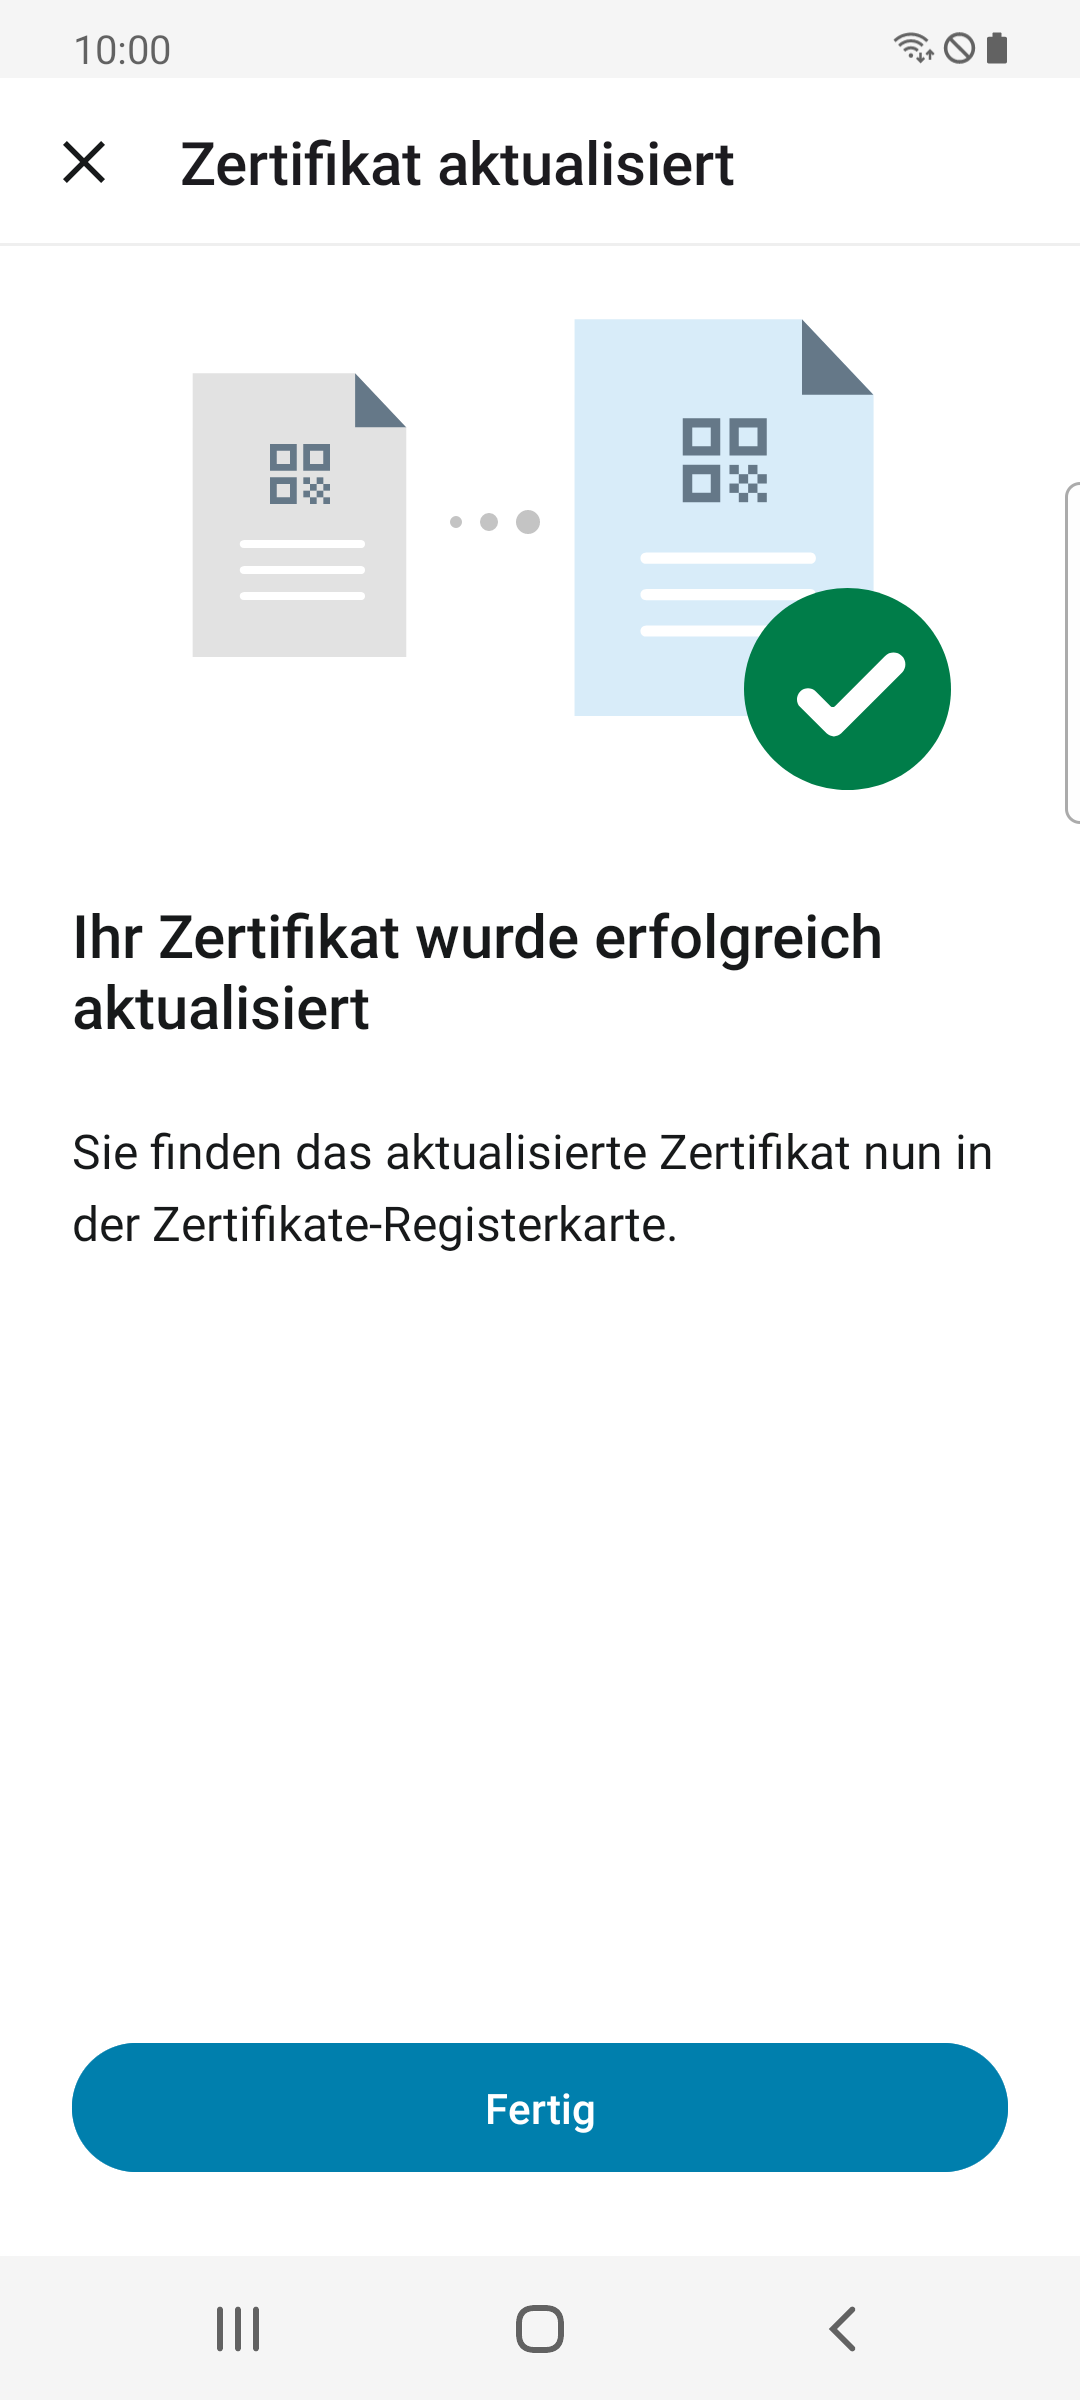 10:00
Zertifikat aktualisiert
Ihr Zertifikat wurde erfolgreich
aktualisiert
Sie finden das aktualisierte Zertifikat nun in
der Zertifikate-Registerkarte.
Fertig